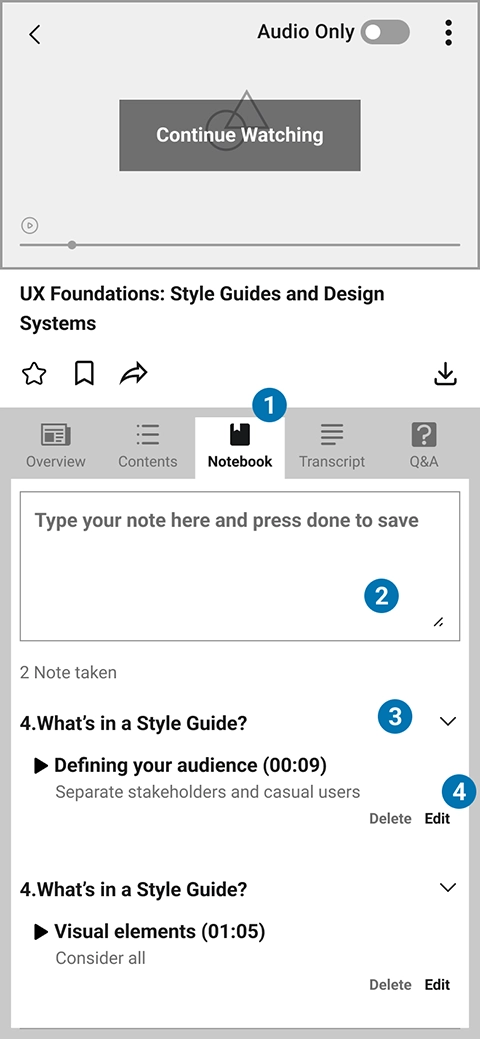 Audio Only
Continue Watching
UX Foundations: Style Guides and Design
Systems
1
Overview
Contents
Notebook
Transcript
Q&A
Type your note here and press done to save
2
2 Note taken
4.What's in a Style Guide?
3
Defining your audience (00:09)
Separate stakeholders and casual users
4
Delete Edit
4.What's in a Style Guide?
Visual elements (01:05)
Consider all
Delete Edit